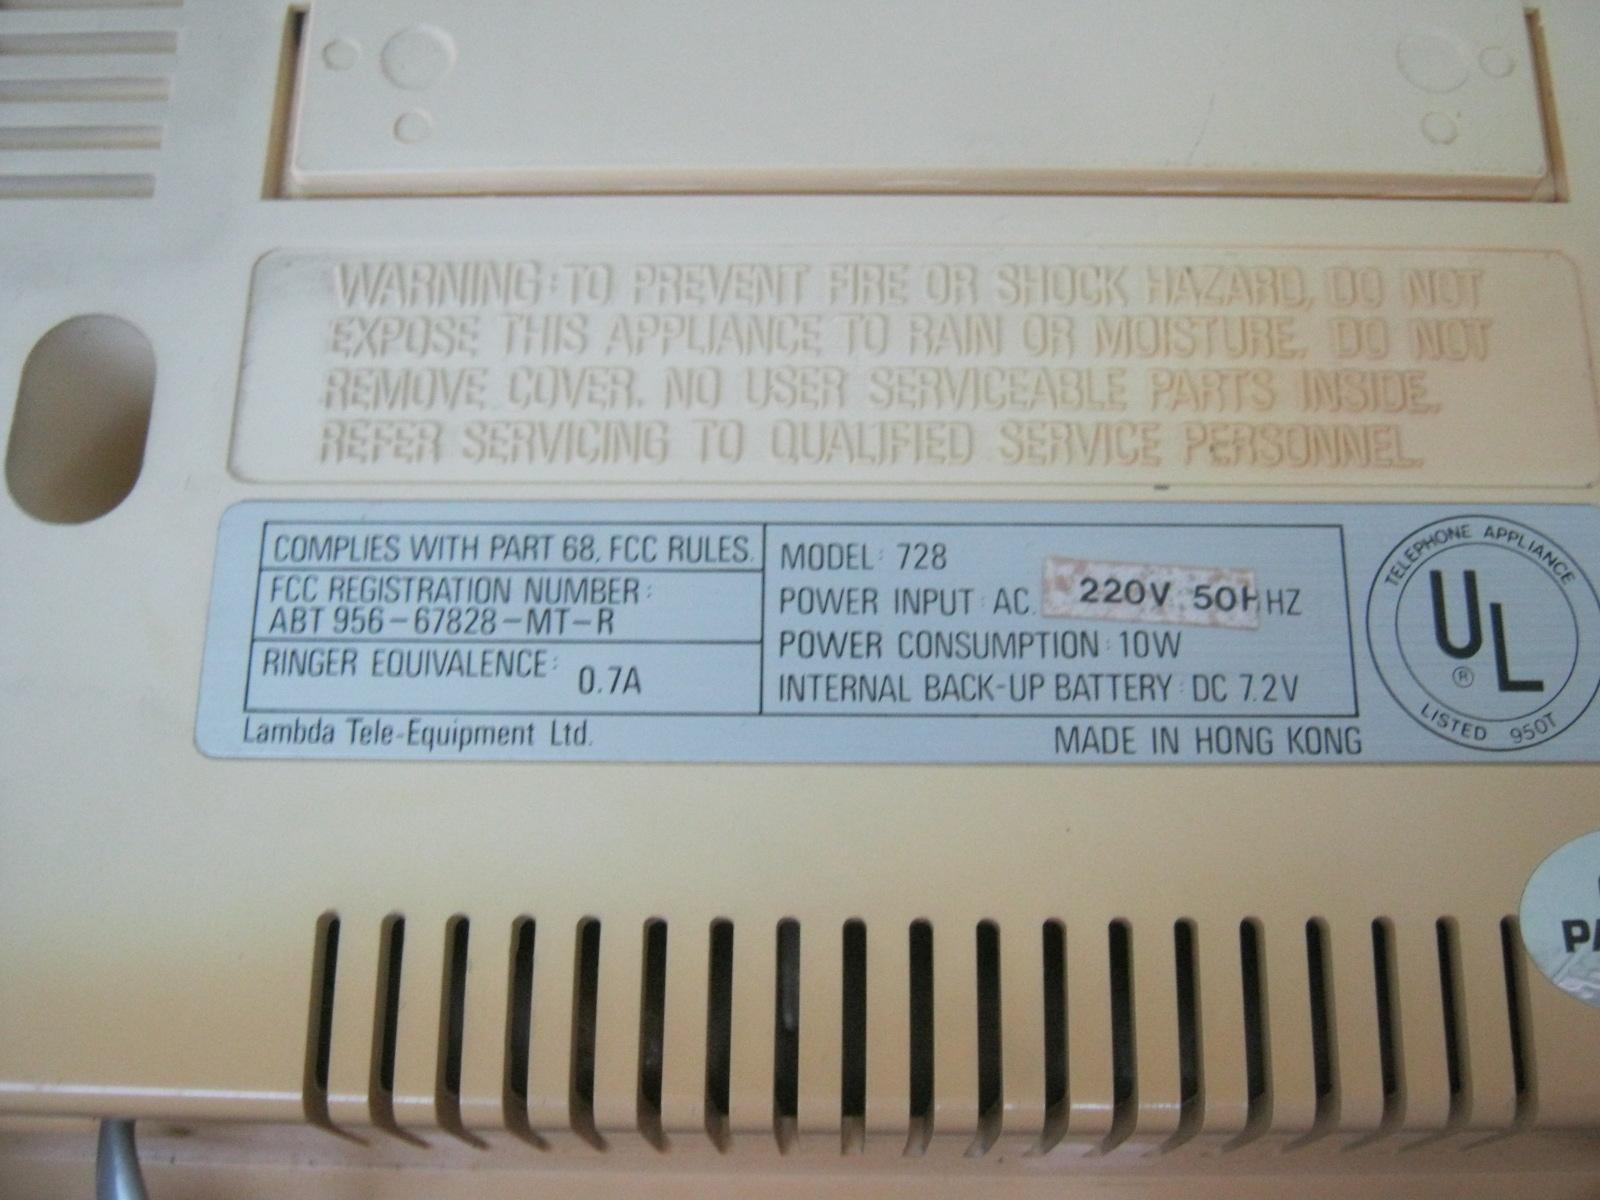 WARNING: TO PREVENT FIRE OR SHOCK HAZARD, DO NOT
EXPOSE THIS APPLIANCE TO RAIN OR MOISTURE. DO NOT
REMOVE COVER. NO USER SERVICEABLE PARTS INSIDE.
REFER SERVICING TO QUALIFIED SERVICE PERSONNEL.
COMPLIES WITH PART 68, FCC RULES.
FCC REGISTRATION NUMBER:
ABT 956-67828-MT-R
RINGER EQUIVALENCE: 0.7A
MODEL: 728
POWER INPUT: AC. 220V 50H HZ
POWER CONSUMPTION: 10W
INTERNAL BACK-UP BATTERY: DC 7.2V
Lambda Tele-Equipment Ltd.
MADE IN HONG KONG
TELEPHONE APPLIANCE
UL
®
LISTED 950T